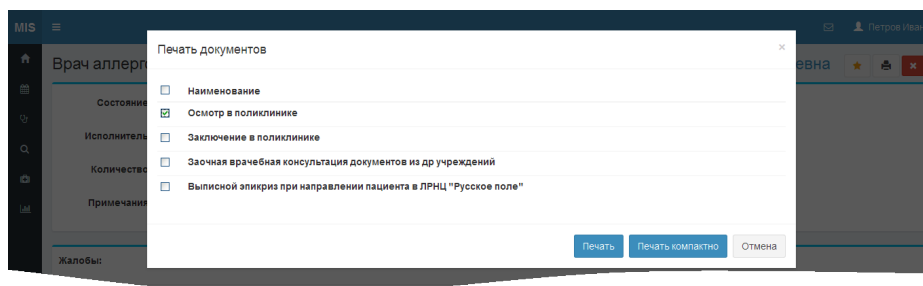 MIS
Петров Иван
Печать документов
Врач аллерг
евна
Наименование
Состояние
Осмотр в поликлинике
Исполнитель
Заключение в поликлинике
Количество
Заочная врачебная консультация документов из др учреждений
Примечания
Выписной эпикриз при направлении пациента в ЛРНЦ "Русское поле"
Печать
Печать компактно
Отмена
Жалобы: